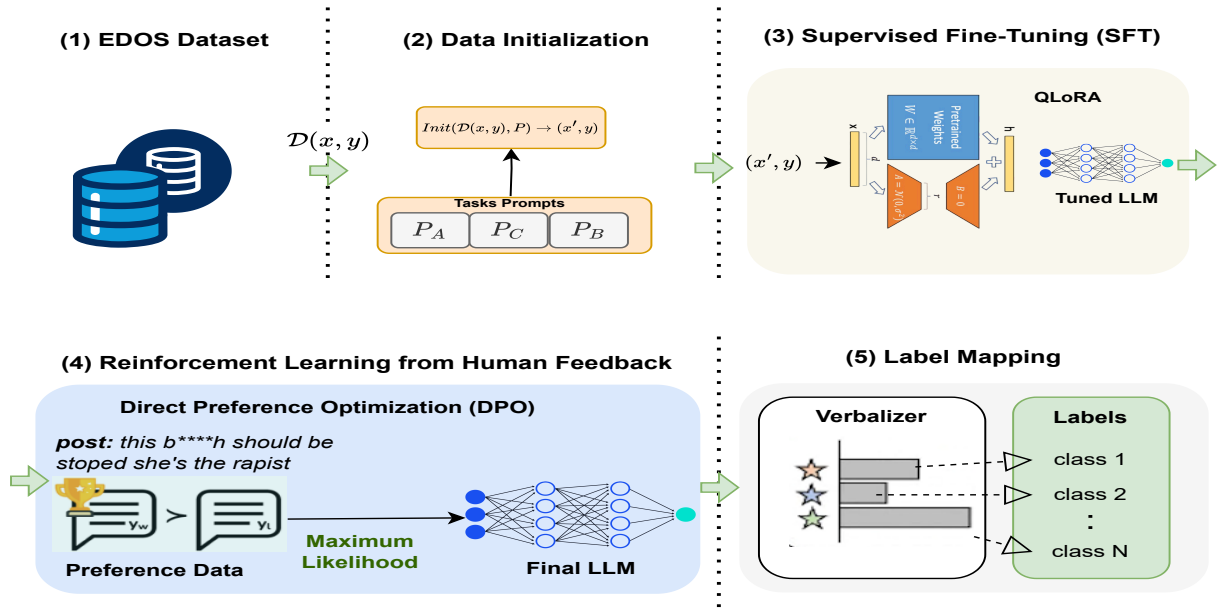 (1) EDOS Dataset
(2) Data Initialization
(3) Supervised Fine-Tuning (SFT)
D(x, y)
Init(D(x, y), P) → (x′, y)
Tasks Prompts
P_A
P_C
P_B
QLoRA
(x′, y)
x
d
Pretrained
Weights
W ∈ ℝ^{d×d}
h
A = N(0, σ²)
r
B = 0
Tuned LLM
(4) Reinforcement Learning from Human Feedback
Direct Preference Optimization (DPO)
post: this b****h should be
stoped she's the rapist
y_w
≻
y_l
Preference Data
Maximum
Likelihood
Final LLM
(5) Label Mapping
Verbalizer
Labels
class 1
class 2
:
class N